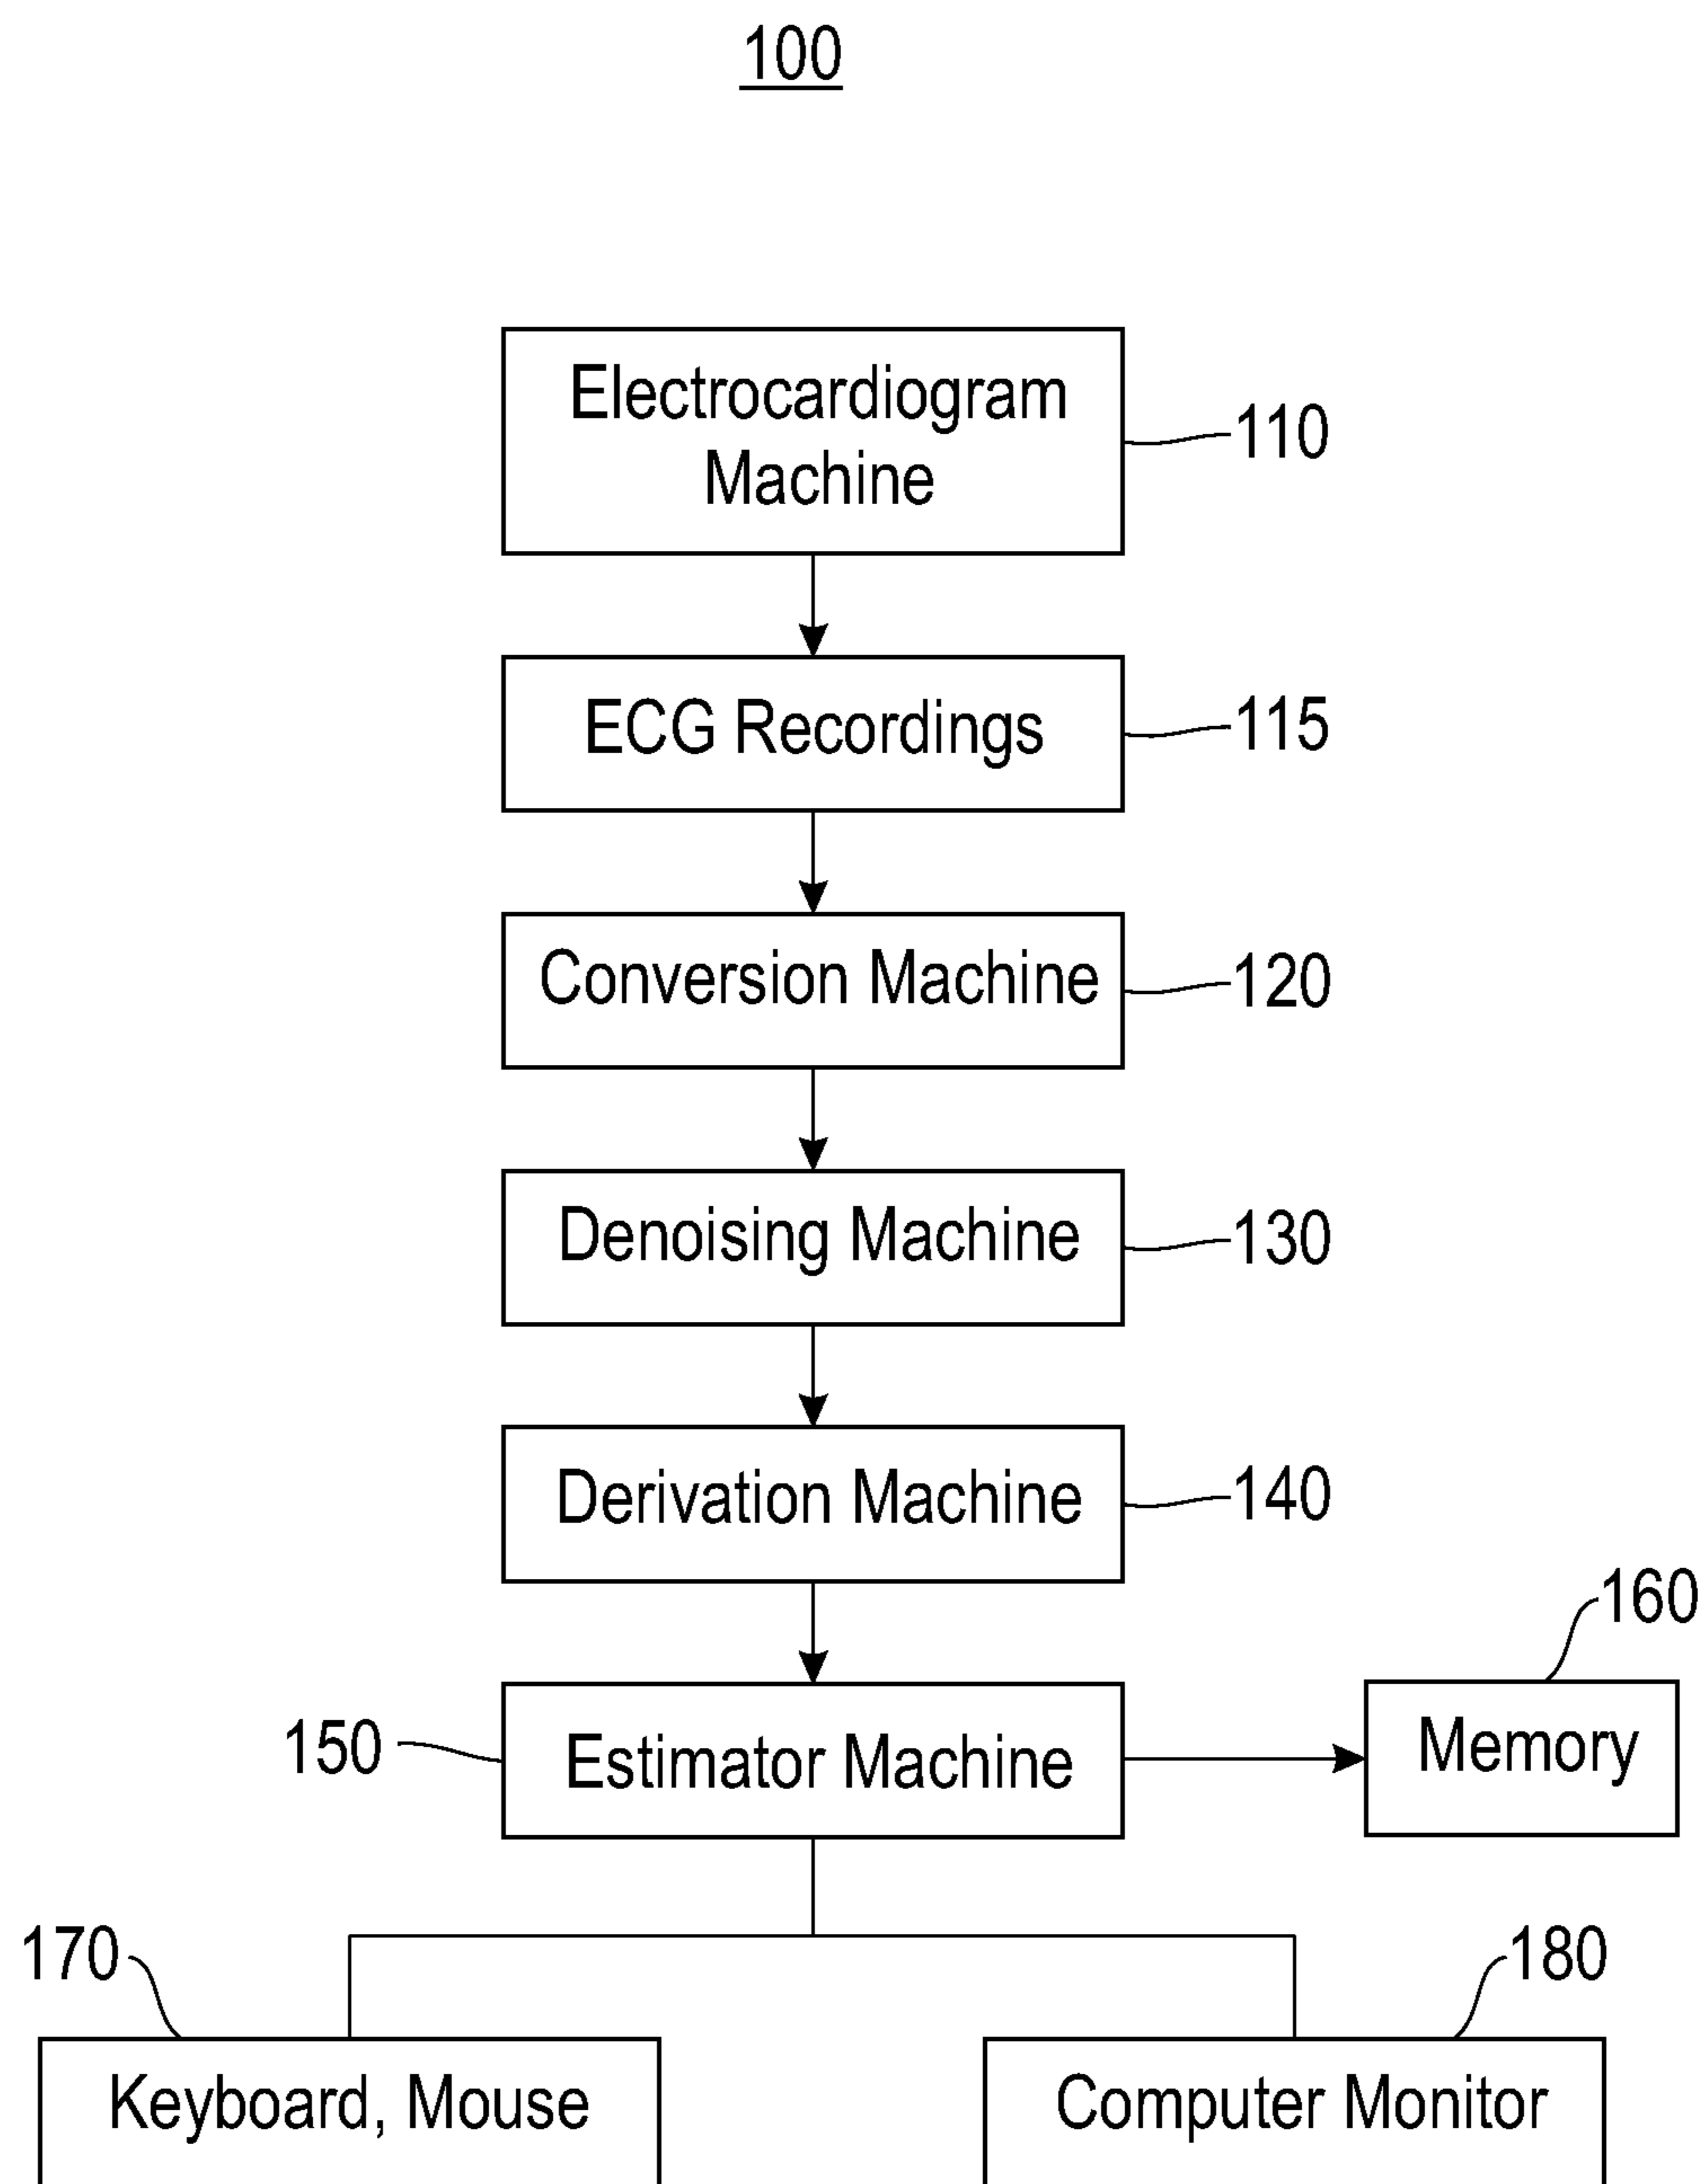 100
Electrocardiogram
Machine
110
ECG Recordings
115
Conversion Machine
120
Denoising Machine
130
Derivation Machine
140
160
150
Estimator Machine
Memory
170
180
Keyboard, Mouse
Computer Monitor